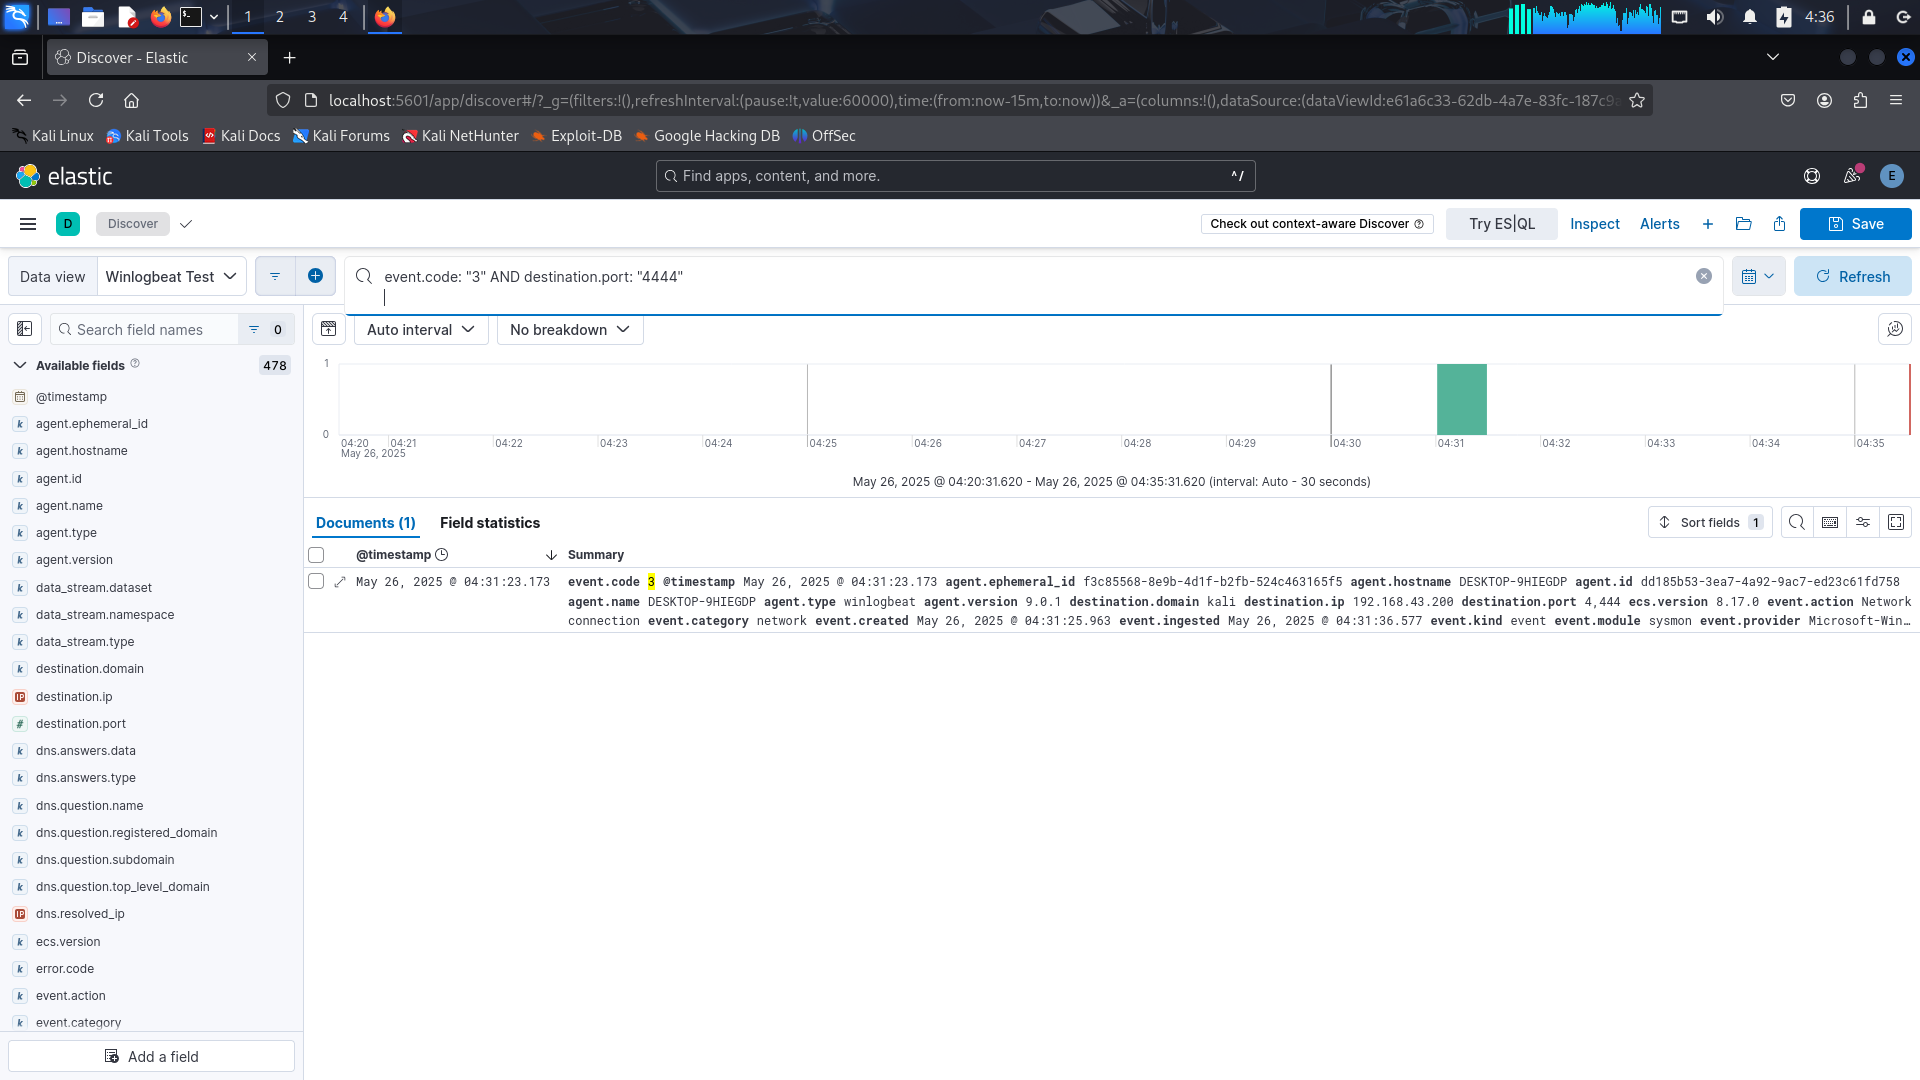 1
2
3
4
4:36
Discover - Elastic
localhost:5601/app/discover#/?_g=(filters:!(),refreshInterval:(pause:!t,value:60000),time:(from:now-15m,to:now))&_a=(columns:!(),dataSource:(dataViewId:e61a6c33-62db-4a7e-83fc-187c9a
Kali Linux
Kali Tools
Kali Docs
Kali Forums
Kali NetHunter
Exploit-DB
Google Hacking DB
OffSec
elastic
Find apps, content, and more.
^/
E
D
Discover
Check out context-aware Discover
Try ES|QL
Inspect
Alerts
Save
Data view
Winlogbeat Test
event.code: "3" AND destination.port: "4444"
Refresh
Search field names
0
Auto interval
No breakdown
Available fields
478
@timestamp
agent.ephemeral_id
agent.hostname
agent.id
agent.name
agent.type
agent.version
data_stream.dataset
data_stream.namespace
data_stream.type
destination.domain
destination.ip
destination.port
dns.answers.data
dns.answers.type
dns.question.name
dns.question.registered_domain
dns.question.subdomain
dns.question.top_level_domain
dns.resolved_ip
ecs.version
error.code
event.action
event.category
Add a field
1
0
04:20
04:21
04:22
04:23
04:24
04:25
04:26
04:27
04:28
04:29
04:30
04:31
04:32
04:33
04:34
04:35
May 26, 2025
May 26, 2025 @ 04:20:31.620 - May 26, 2025 @ 04:35:31.620 (interval: Auto - 30 seconds)
Documents (1)
Field statistics
Sort fields 1
@timestamp
Summary
May 26, 2025 @ 04:31:23.173
event.code 3 @timestamp May 26, 2025 @ 04:31:23.173 agent.ephemeral_id f3c85568-8e9b-4d1f-b2fb-524c463165f5 agent.hostname DESKTOP-9HIEGDP agent.id dd185b53-3ea7-4a92-9ac7-ed23c61fd758
agent.name DESKTOP-9HIEGDP agent.type winlogbeat agent.version 9.0.1 destination.domain kali destination.ip 192.168.43.200 destination.port 4,444 ecs.version 8.17.0 event.action Network
connection event.category network event.created May 26, 2025 @ 04:31:25.963 event.ingested May 26, 2025 @ 04:31:36.577 event.kind event event.module sysmon event.provider Microsoft-Win…